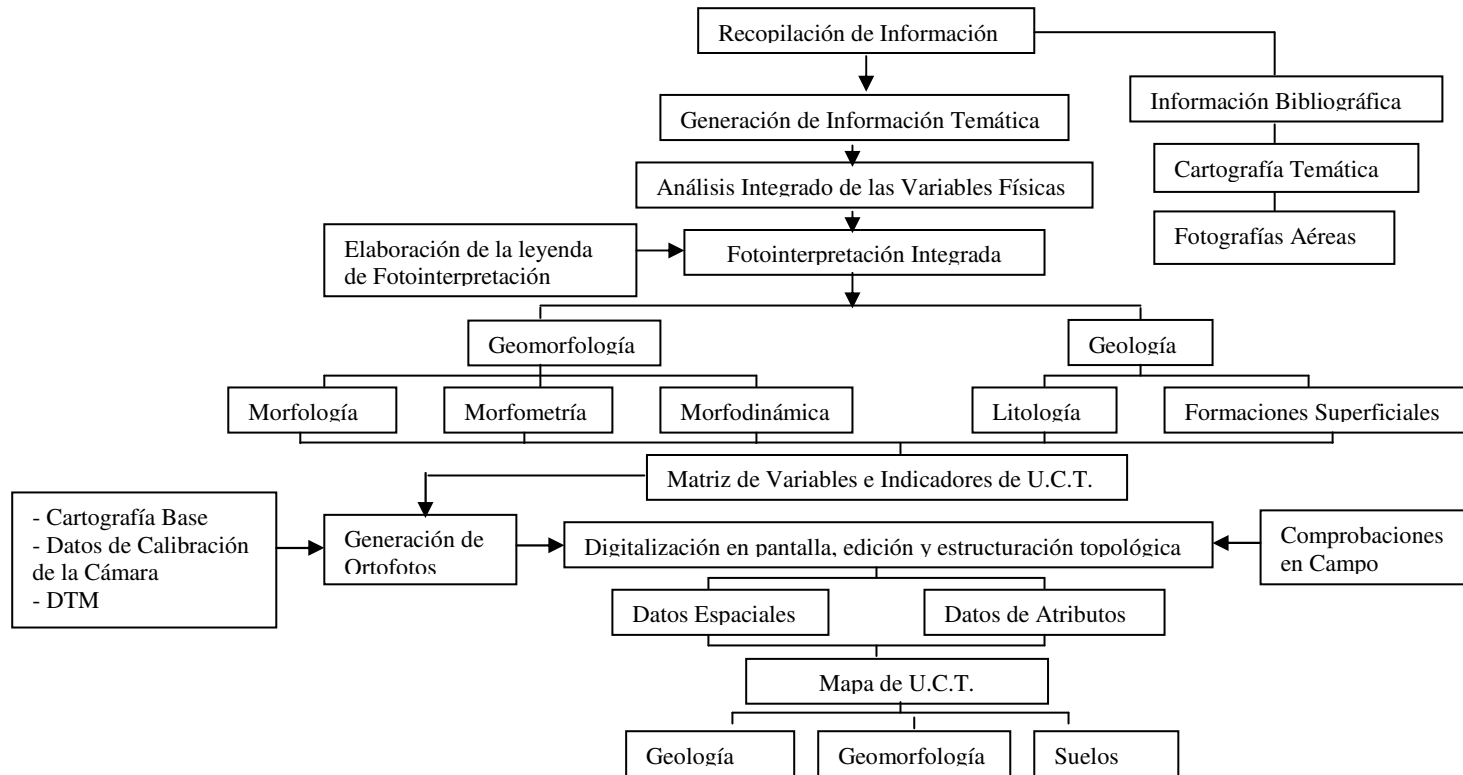 Recopilación de Información
Información Bibliográfica
Generación de Información Temática
Cartografía Temática
Análisis Integrado de las Variables Físicas
Fotografías Aéreas
Elaboración de la leyenda
de Fotointerpretación
Fotointerpretación Integrada
Geomorfología
Geología
Morfología
Morfometría
Morfodinámica
Litología
Formaciones Superficiales
Matriz de Variables e Indicadores de U.C.T.
- Cartografía Base
- Datos de Calibración
de la Cámara
- DTM
Generación de
Ortofotos
Digitalización en pantalla, edición y estructuración topológica
Comprobaciones
en Campo
Datos Espaciales
Datos de Atributos
Mapa de U.C.T.
Geología
Geomorfología
Suelos